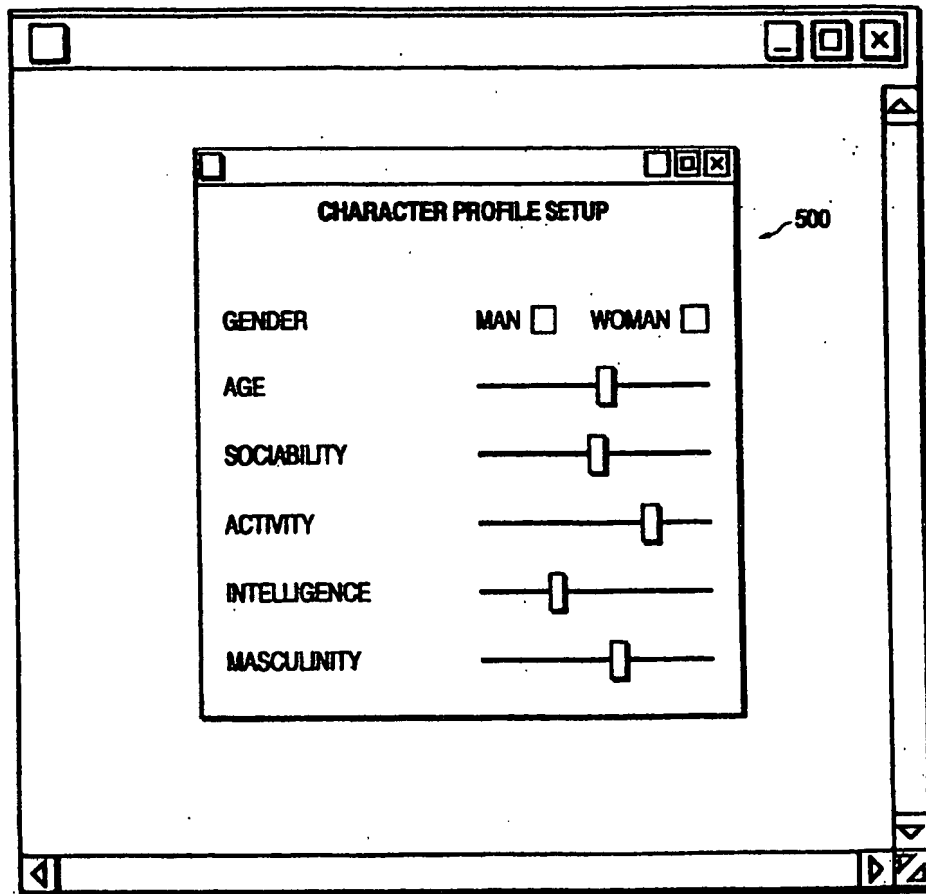 CHARACTER PROFILE SETUP
500
GENDER MAN WOMAN
AGE
SOCIABILITY
ACTIVITY
INTELLIGENCE
MASCULINITY